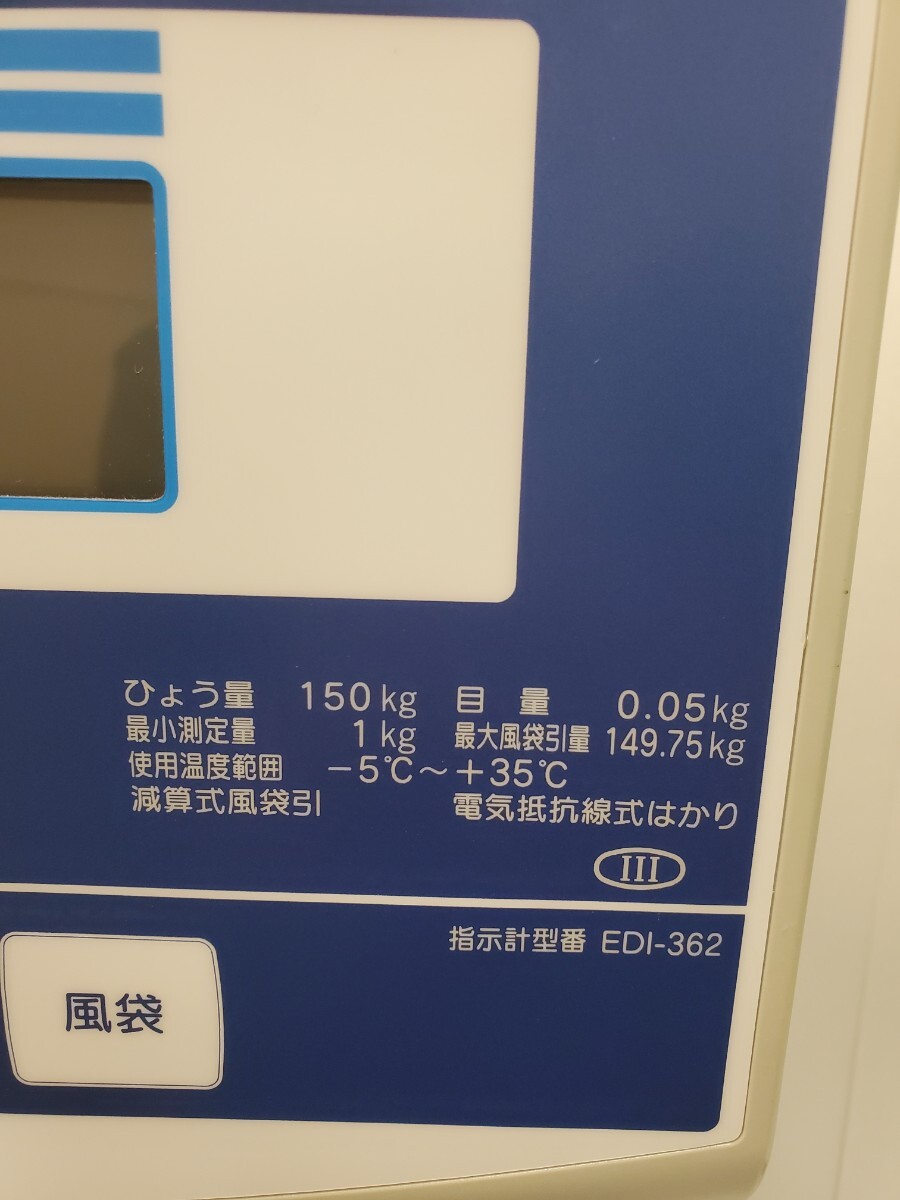 ひょう量 150kg 目量 0.05kg
最小測定量 1kg 最大風袋引量 149.75kg
使用温度範囲 －5℃～＋35℃
減算式風袋引 電気抵抗線式はかり
III
指示計型番 EDI-362
風袋